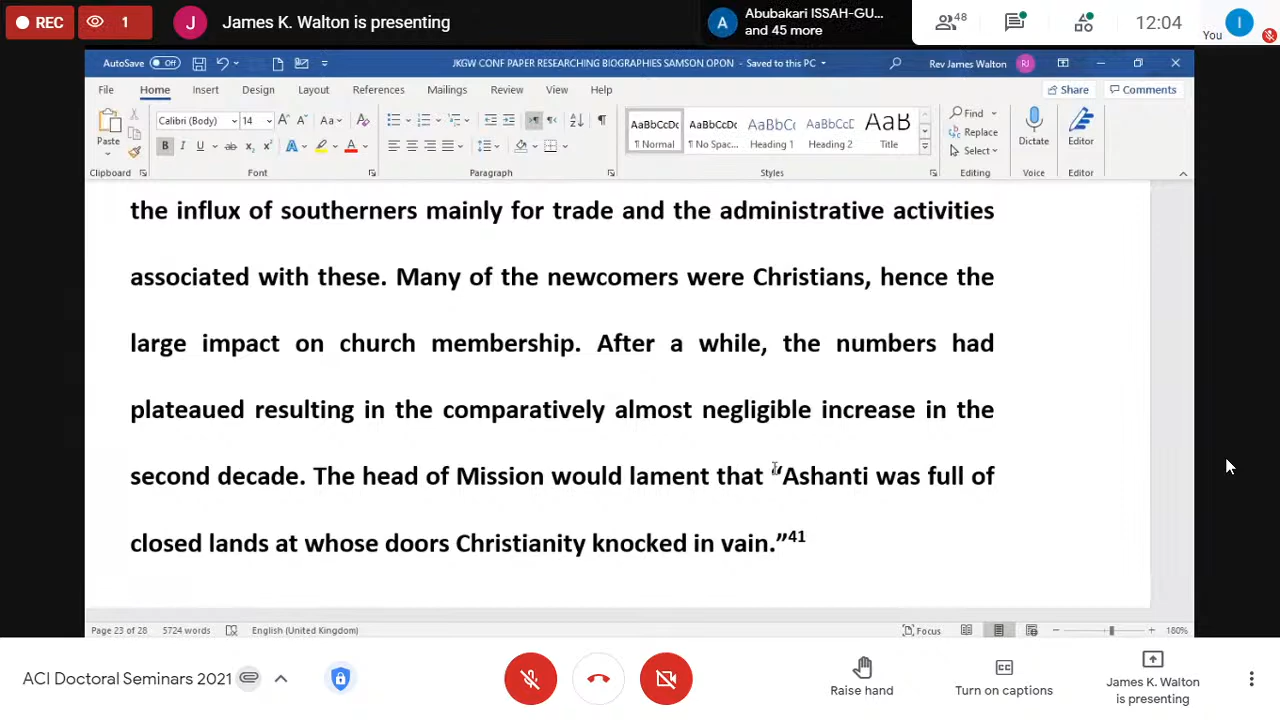 REC
1
J
James K. Walton is presenting
A
Abubakari ISSAH-GU...
and 45 more
48
12:04
You
I
AutoSave
Off
JKGW CONF PAPER RESEARCHING BIOGRAPHIES SAMSON OPON - Saved to this PC
Rev James Walton
RJ
File Home Insert Design Layout References Mailings Review View Help
Share
Comments
Paste
Calibri (Body)
14
Aa
B I U ab x₂ x² A A
AaBbCcDc AaBbCcDc AaBbCc AaBbCcD AaB
¶ Normal ¶ No Spac... Heading 1 Heading 2 Title
Find
Replace
Select
Dictate
Editor
Clipboard Font Paragraph Styles Editing Voice Editor
the influx of southerners mainly for trade and the administrative activities
associated with these. Many of the newcomers were Christians, hence the
large impact on church membership. After a while, the numbers had
plateaued resulting in the comparatively almost negligible increase in the
second decade. The head of Mission would lament that “Ashanti was full of
closed lands at whose doors Christianity knocked in vain.”⁴¹
Page 23 of 28 5724 words English (United Kingdom) Focus 180%
ACI Doctoral Seminars 2021
Raise hand
CC
Turn on captions
James K. Walton
is presenting